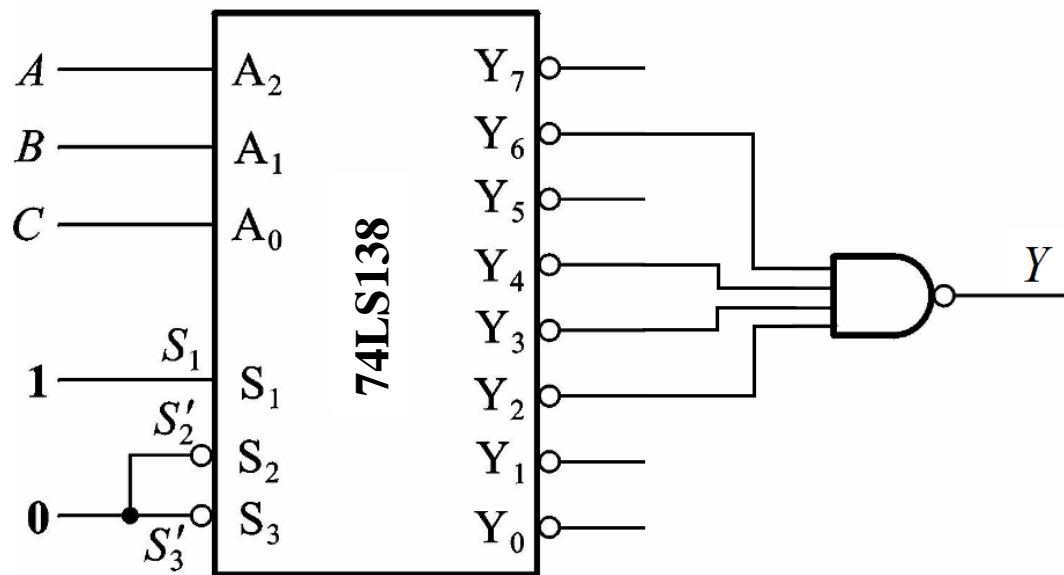 A A₂ Y₇
B A₁ Y₆
C A₀ Y₅
74LS138
Y₄ Y
Y₃
1 S₁ S₁ Y₂
S₂′ S₂ Y₁
0 S₃′ S₃ Y₀